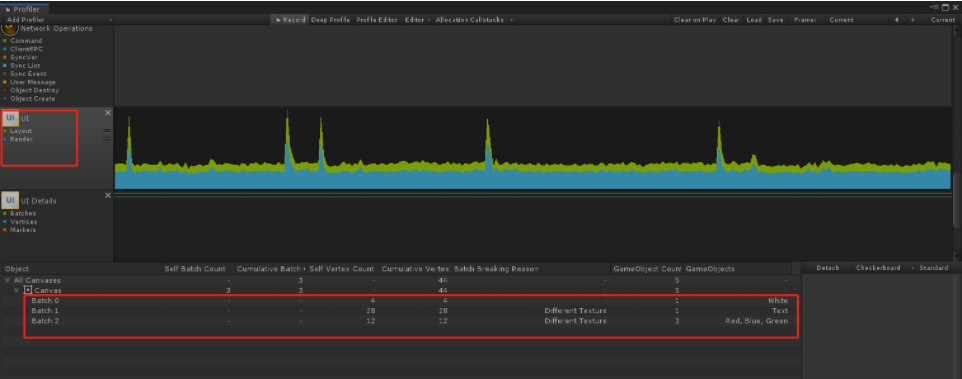 Profiler
Add Profiler
Record Deep Profile Profile Editor Editor Allocation Callstacks
Clear on Play Clear Load Save Frame: Current Current
Network Operations
Command
ClientRPC
SyncVar
Sync List
Sync Event
User Message
Object Destroy
Object Create
UI UI
Layout
Render
UI UI Details
Batches
Vertices
Markers
Object Self Batch Count Cumulative Batch Self Vertex Count Cumulative Vertex Batch Breaking Reason GameObject Count GameObjects Detach Checkerboard Standard
All Canvases - 3 - 44 - 5 -
Canvas 3 3 - 44 - 5 -
Batch 0 - - 4 4 - 1 White
Batch 1 - - 28 28 Different Texture 1 Text
Batch 2 - - 12 12 Different Texture 3 Red, Blue, Green